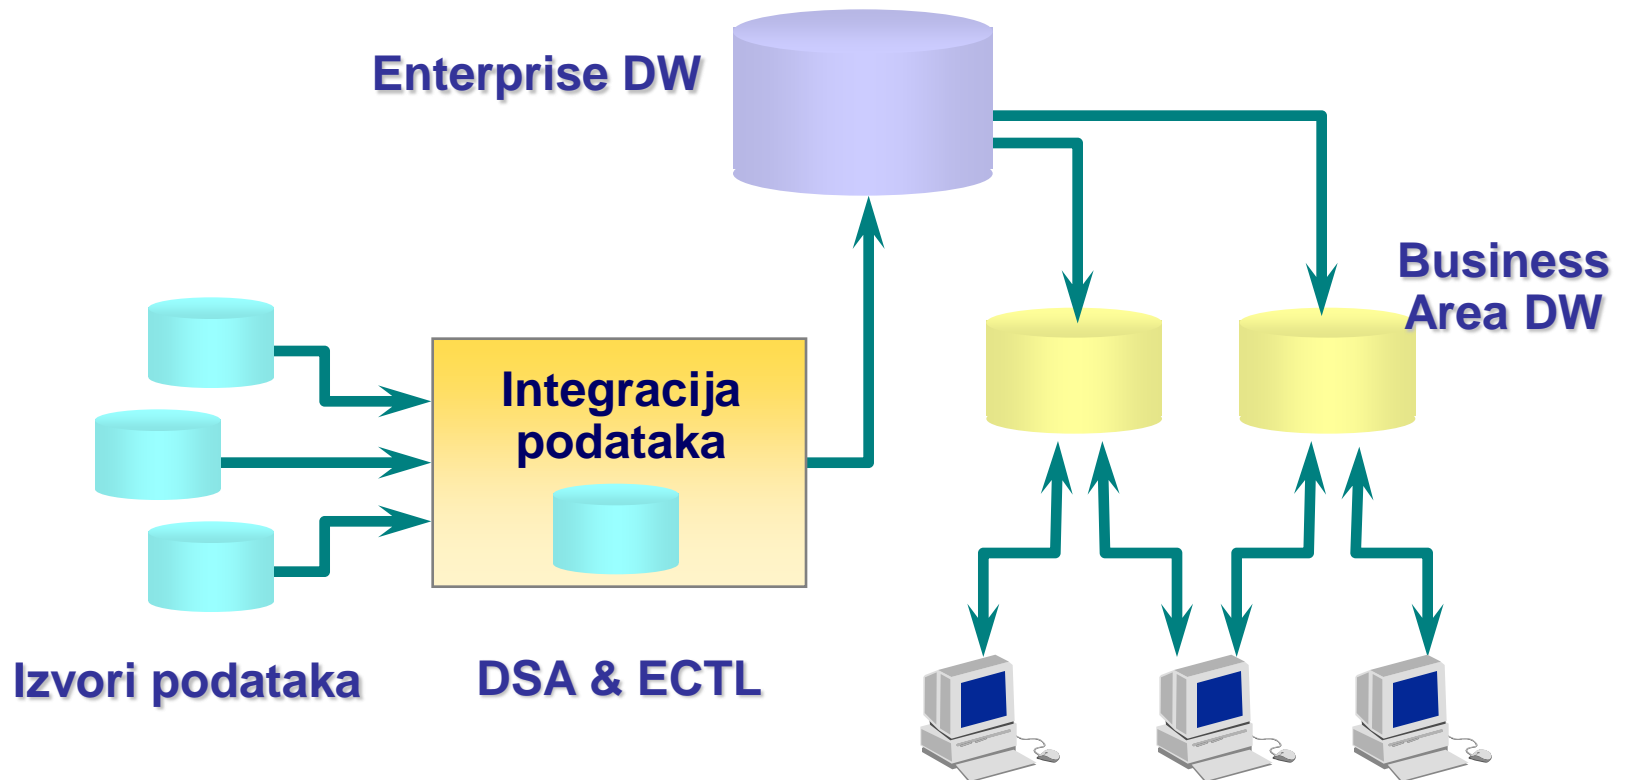 Enterprise DW
Business
Area DW
Integracija
podataka
Izvori podataka
DSA & ECTL